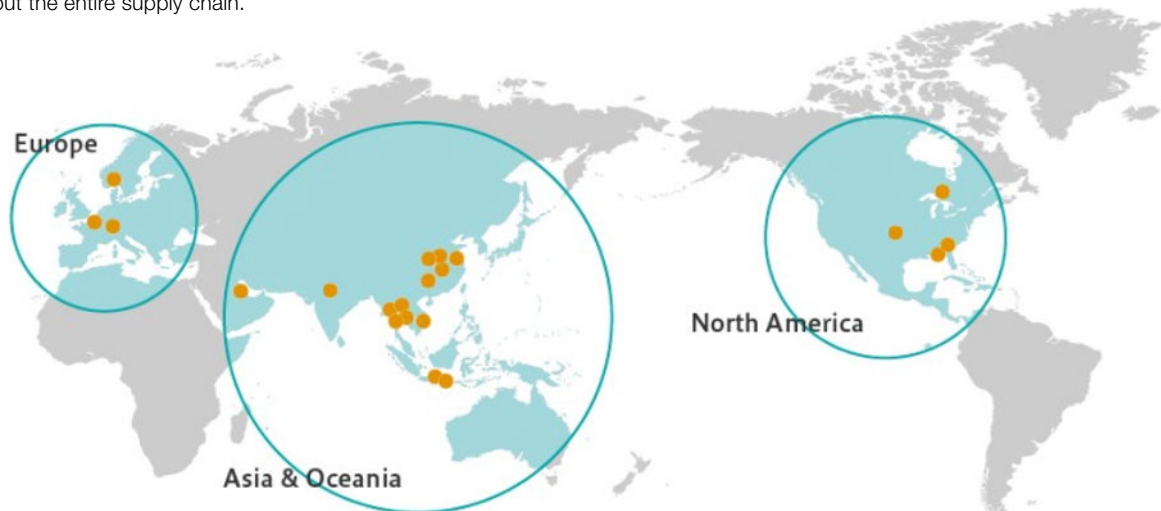 out the entire supply chain.
Europe
North America
Asia & Oceania